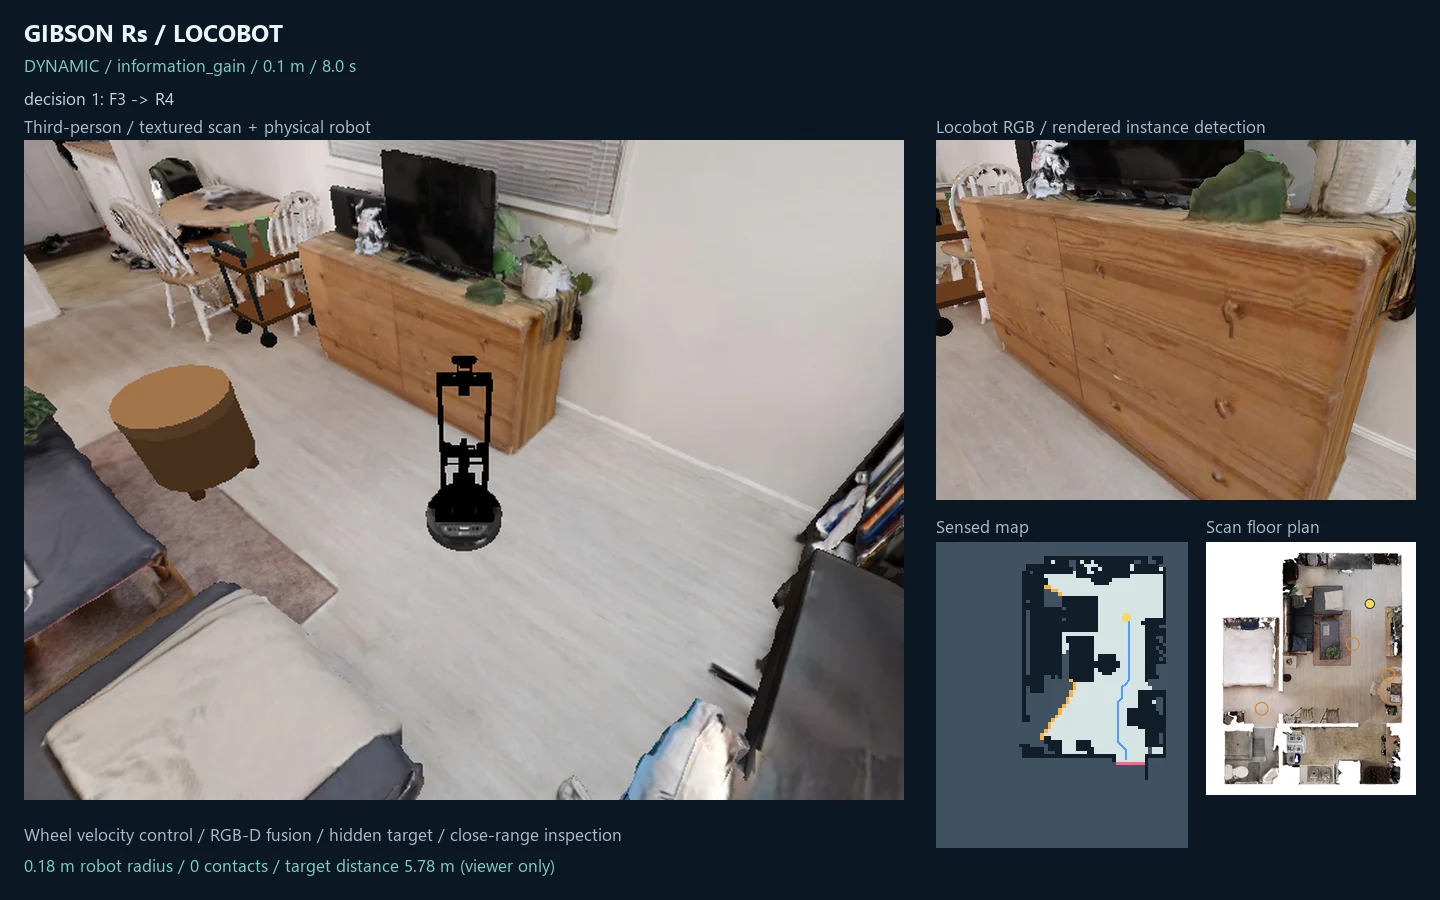 GIBSON Rs / LOCOBOT
DYNAMIC / information_gain / 0.1 m / 8.0 s
decision 1: F3 -> R4
Third-person / textured scan + physical robot
Locobot RGB / rendered instance detection
Sensed map
Scan floor plan
Wheel velocity control / RGB-D fusion / hidden target / close-range inspection
0.18 m robot radius / 0 contacts / target distance 5.78 m (viewer only)